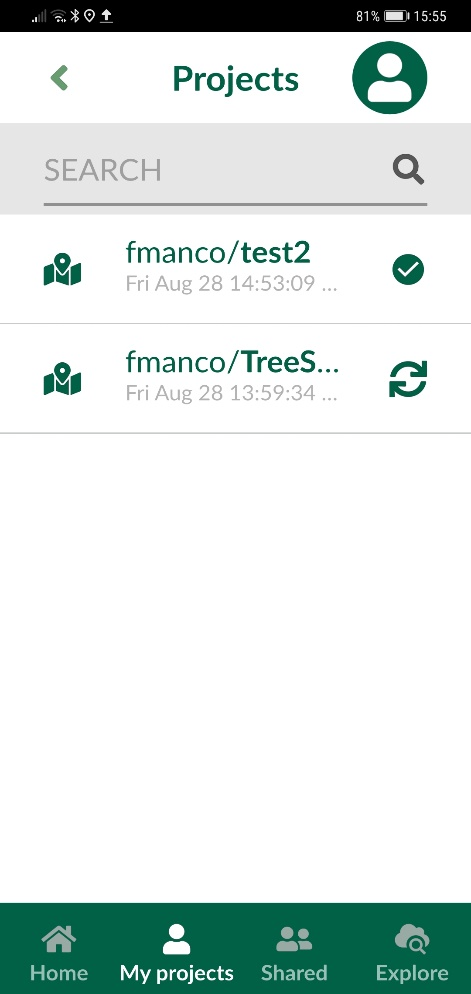 81% 15:55
Projects
SEARCH
fmanco/test2
Fri Aug 28 14:53:09 ...
fmanco/TreeS...
Fri Aug 28 13:59:34 ...
Home My projects Shared Explore